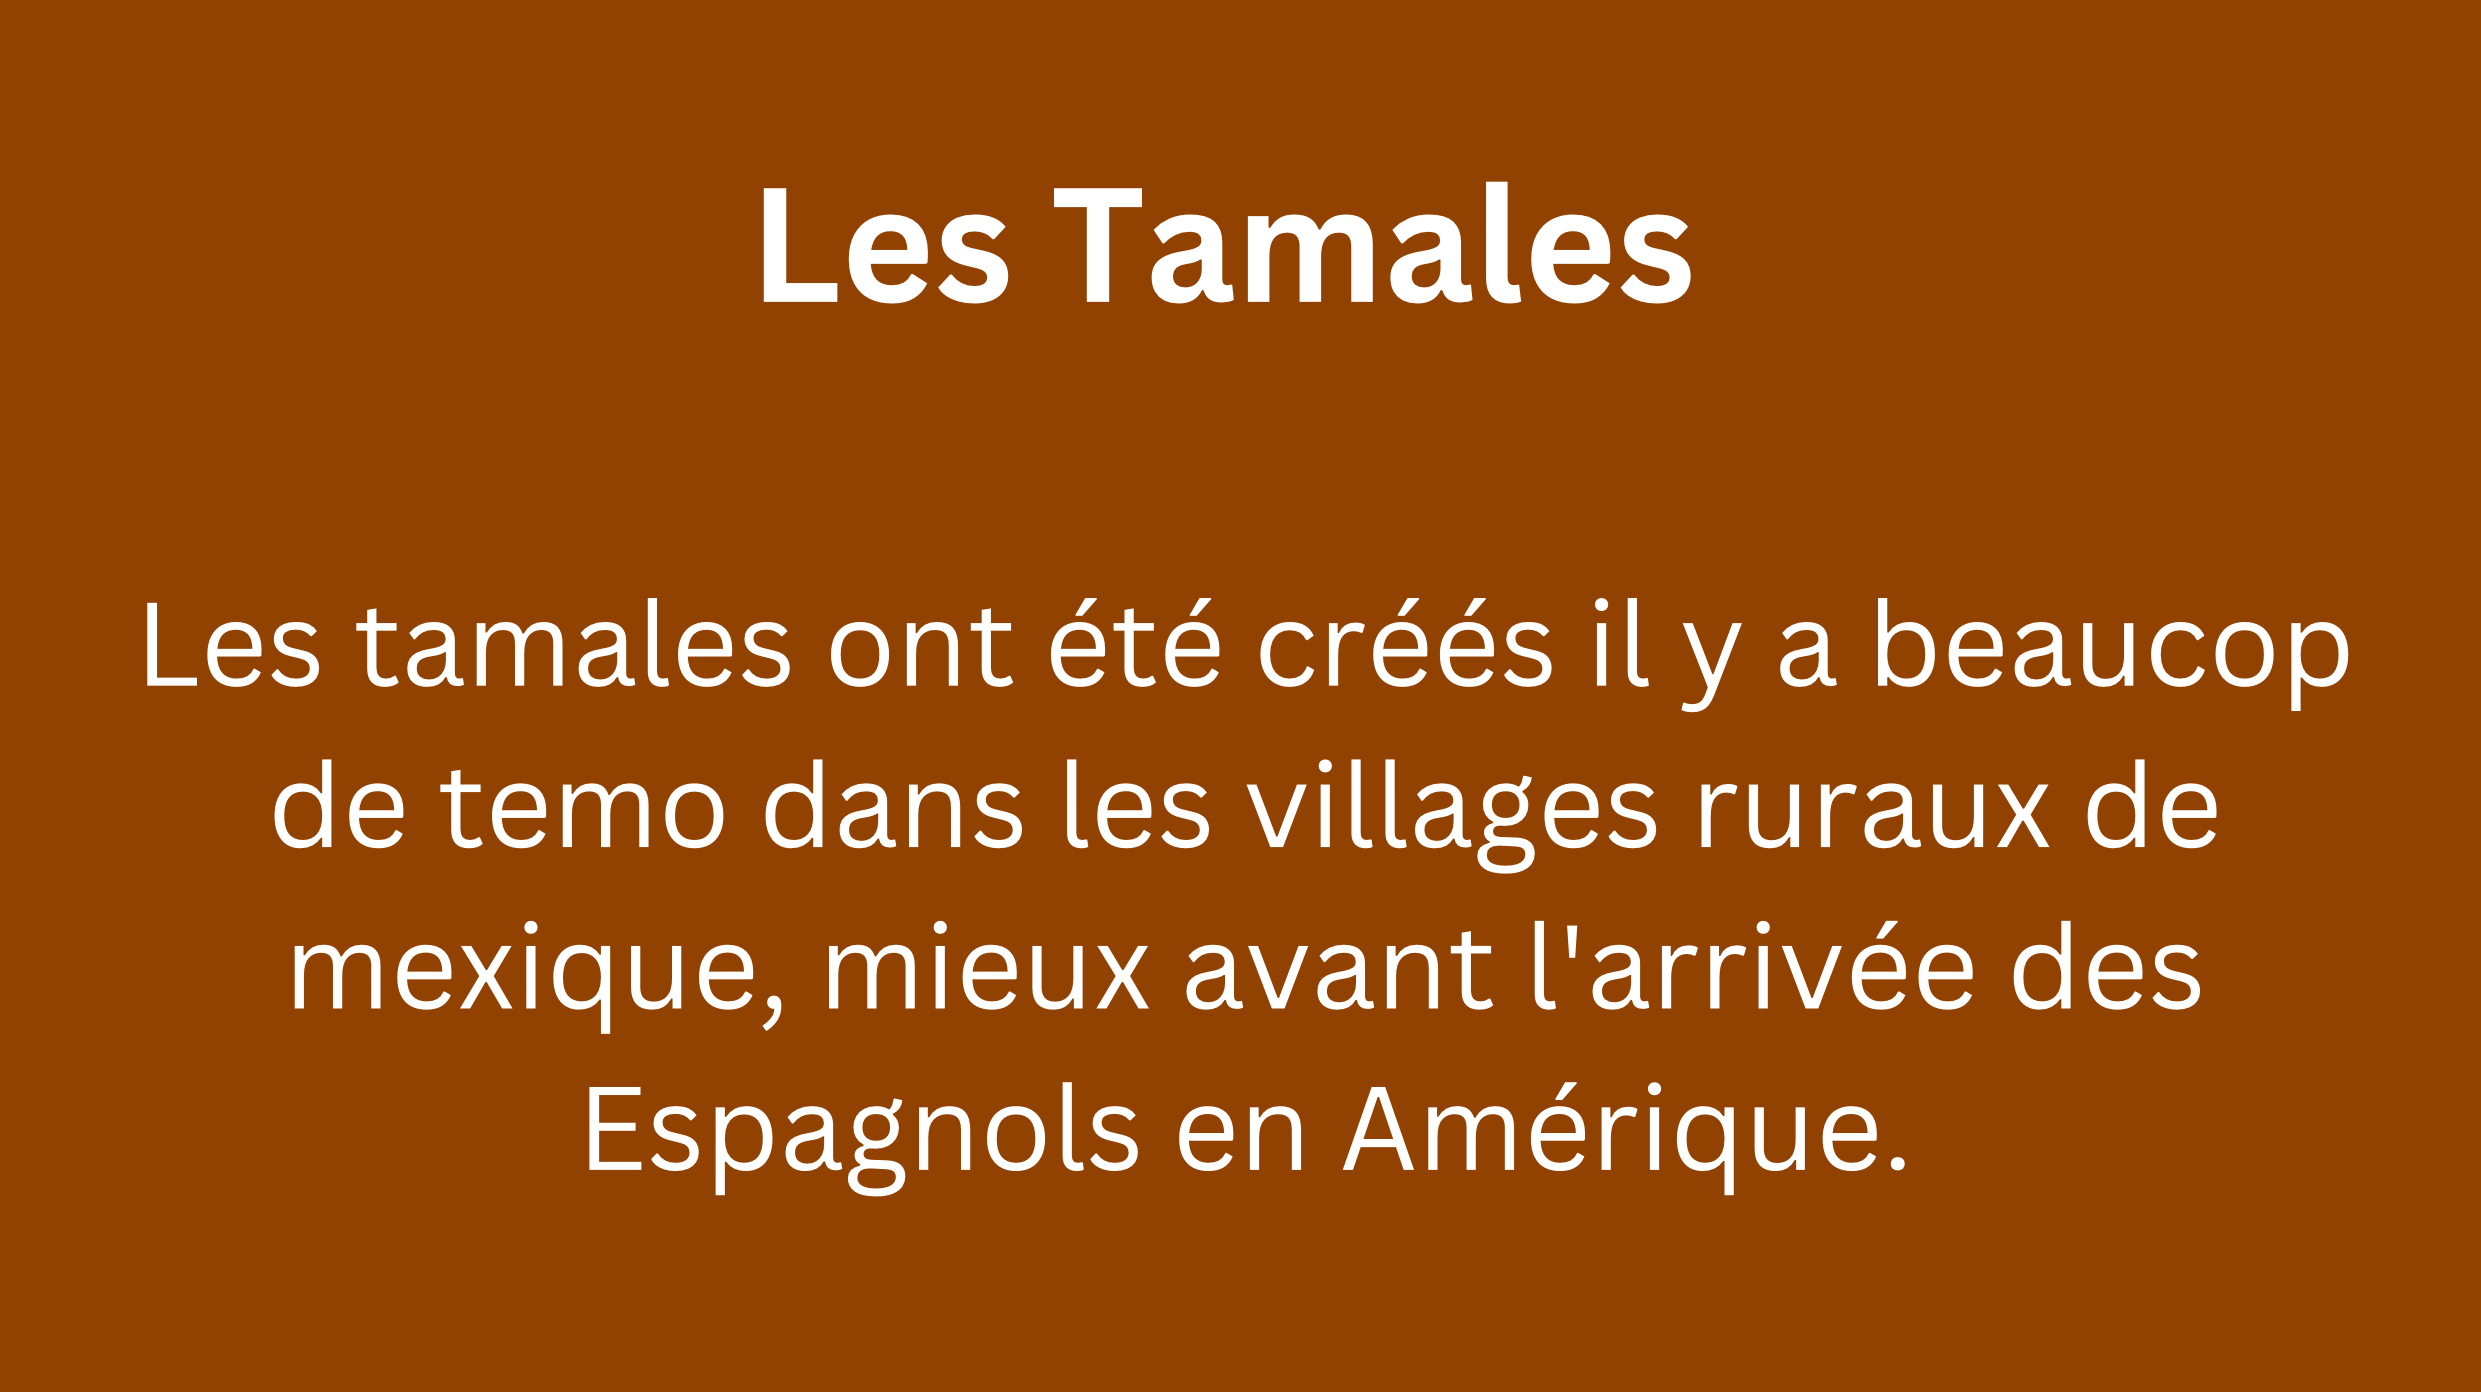 Les Tamales
Les tamales ont été créés il y a beaucop
de temo dans les villages ruraux de
mexique, mieux avant l'arrivée des
Espagnols en Amérique.